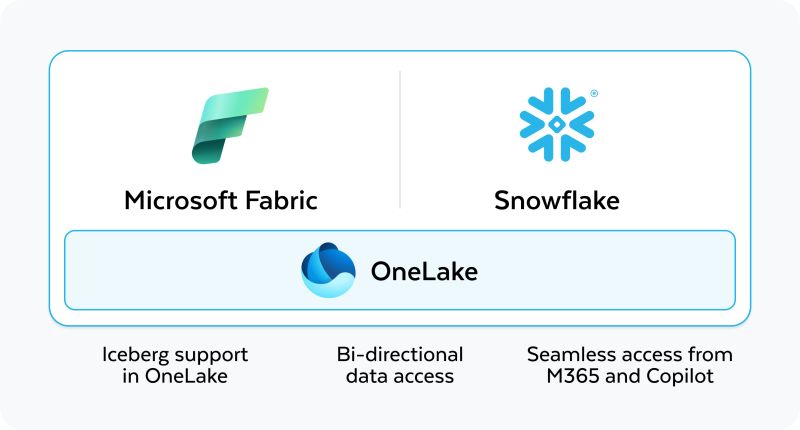 Microsoft Fabric
Snowflake
®
OneLake
Iceberg support
in OneLake
Bi-directional
data access
Seamless access from
M365 and Copilot